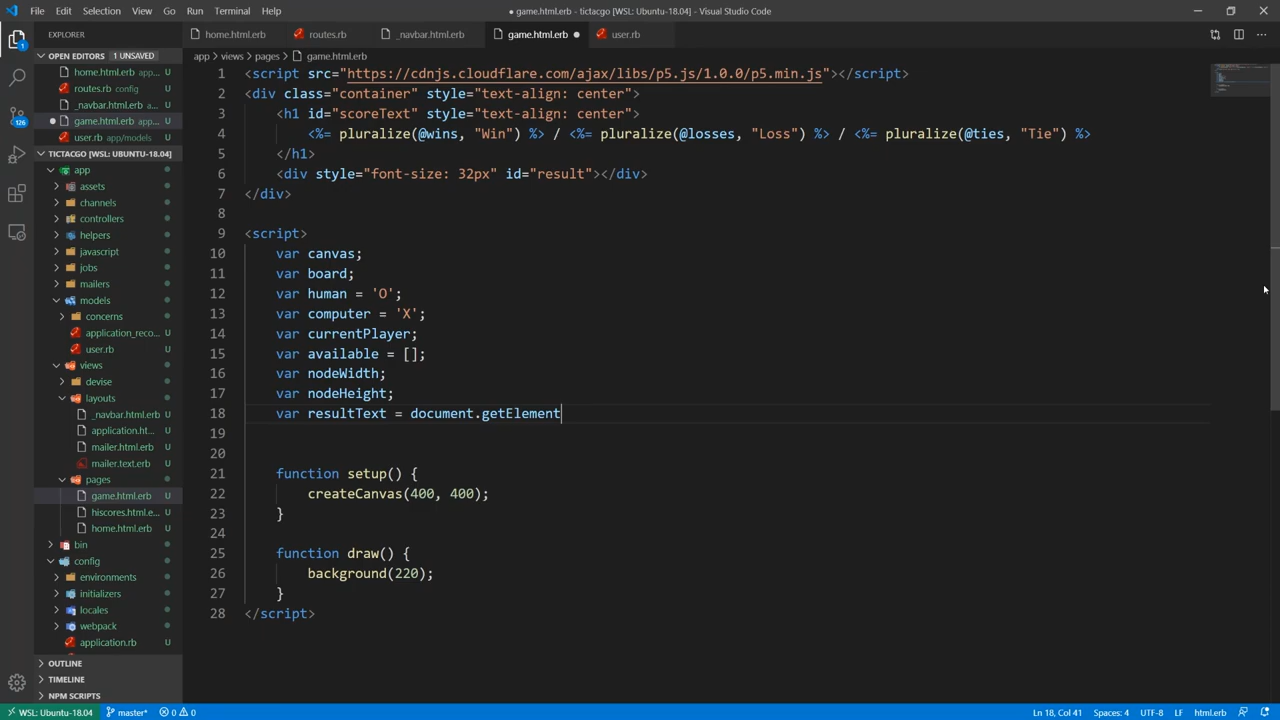 File Edit Selection View Go Run Terminal Help
● game.html.erb - tictacgo [WSL: Ubuntu-18.04] - Visual Studio Code
EXPLORER
home.html.erb routes.rb _navbar.html.erb game.html.erb ● user.rb
OPEN EDITORS 1 UNSAVED
home.html.erb app... U
routes.rb config U
_navbar.html.erb a... U
● game.html.erb app... U
user.rb app/models U
TICTACGO [WSL: UBUNTU-18.04]
app
assets
channels
controllers
helpers
javascript
jobs
mailers
models
concerns
application_reco... U
user.rb U
views
devise
layouts
_navbar.html.erb U
application.ht... U
mailer.html.erb U
mailer.text.erb U
pages
game.html.erb U
hiscores.html.e... U
home.html.erb U
bin
config
environments
initializers
locales
webpack
application.rb U
OUTLINE
TIMELINE
NPM SCRIPTS
1
126
app > views > pages > game.html.erb
1 <script src="https://cdnjs.cloudflare.com/ajax/libs/p5.js/1.0.0/p5.min.js"></script>
2 <div class="container" style="text-align: center">
3 <h1 id="scoreText" style="text-align: center">
4 <%= pluralize(@wins, "Win") %> / <%= pluralize(@losses, "Loss") %> / <%= pluralize(@ties, "Tie") %>
5 </h1>
6 <div style="font-size: 32px" id="result"></div>
7 </div>
8
9 <script>
10 var canvas;
11 var board;
12 var human = 'O';
13 var computer = 'X';
14 var currentPlayer;
15 var available = [];
16 var nodeWidth;
17 var nodeHeight;
18 var resultText = document.getElement
19
20
21 function setup() {
22 createCanvas(400, 400);
23 }
24
25 function draw() {
26 background(220);
27 }
28 </script>
WSL: Ubuntu-18.04 master* 0 0 Ln 18, Col 41 Spaces: 4 UTF-8 LF html.erb